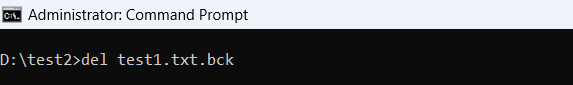 Administrator: Command Prompt
D:\test2>del test1.txt.bck